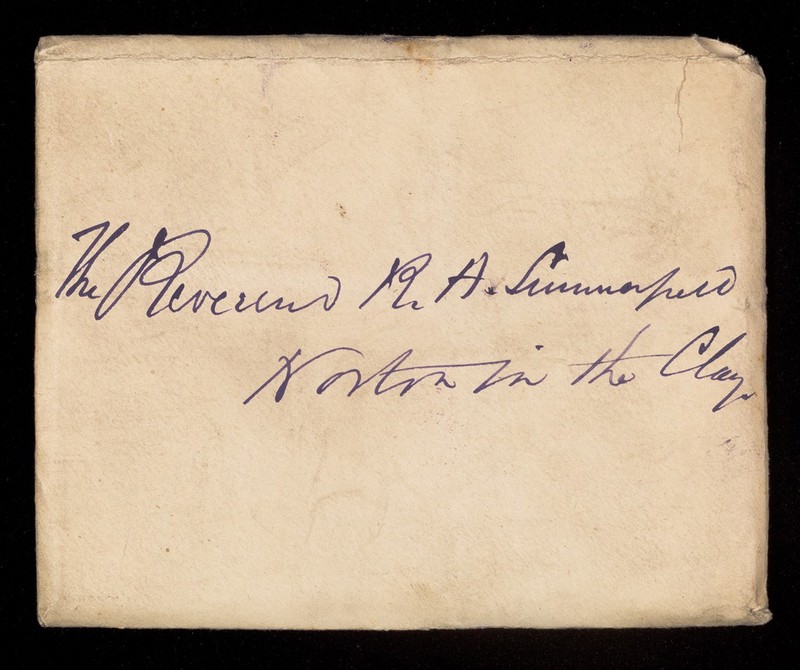 The Reverend R. A. Summerfield
Norton in the Clay